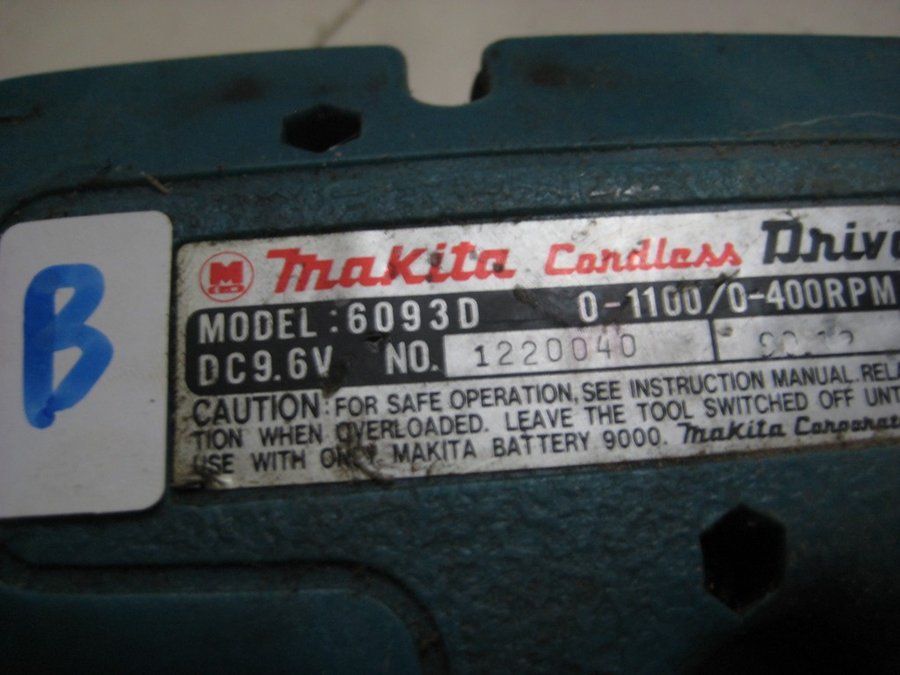 B
M
Makita Cordless
MODEL:6093D 0-1100/0-400RPM
DC9.6V NO. 1220040
CAUTION: FOR SAFE OPERATION, SEE INSTRUCTION MANUAL.
TION WHEN OVERLOADED. LEAVE THE TOOL SWITCHED OFF
USE WITH ONLY MAKITA BATTERY 9000. Makita